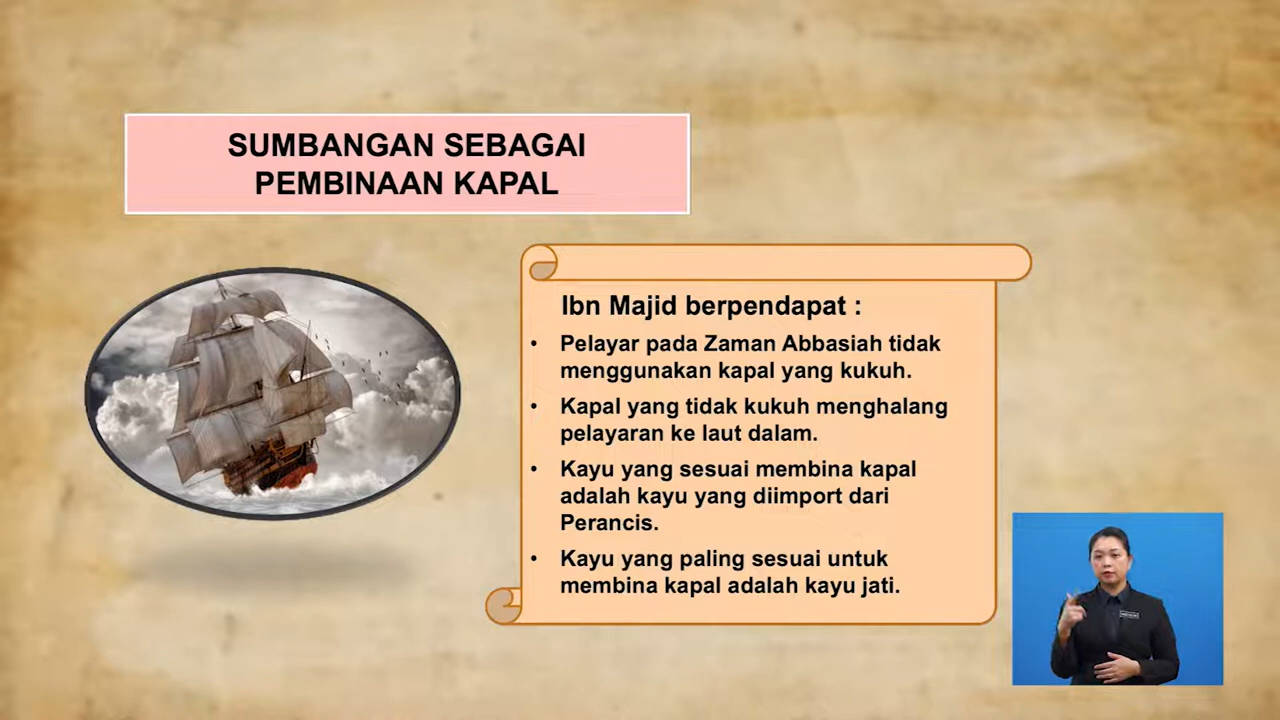 SUMBANGAN SEBAGAI
PEMBINAAN KAPAL
Ibn Majid berpendapat :
• Pelayar pada Zaman Abbasiah tidak
menggunakan kapal yang kukuh.
• Kapal yang tidak kukuh menghalang
pelayaran ke laut dalam.
• Kayu yang sesuai membina kapal
adalah kayu yang diimport dari
Perancis.
• Kayu yang paling sesuai untuk
membina kapal adalah kayu jati.